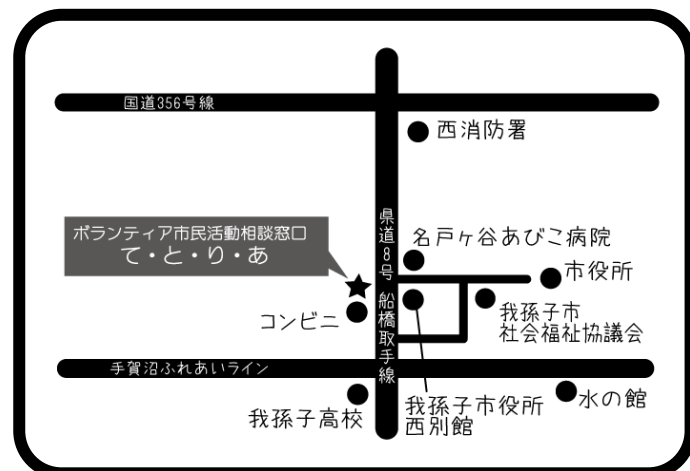 国道356号線
西消防署
ボランティア市民活動相談窓口
て・と・り・あ
県道8号 船橋取手線
名戸ヶ谷あびこ病院
市役所
コンビニ
我孫子市
社会福祉協議会
手賀沼ふれあいライン
我孫子高校
我孫子市役所
西別館
水の館